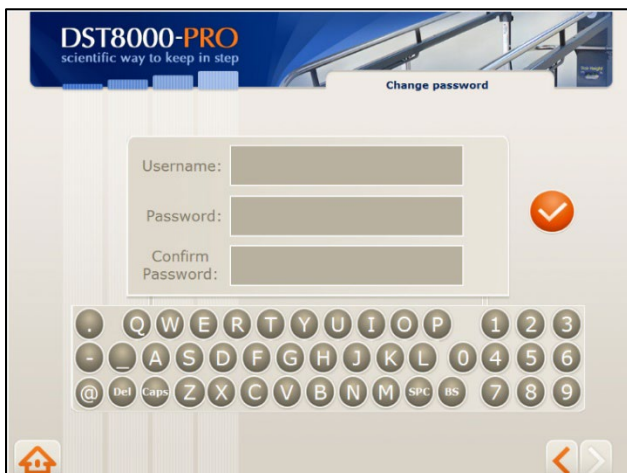 DST8000-PRO
scientific way to keep in step
Change password
Username:
Password:
Confirm
Password:
. Q W E R T Y U I O P 1 2 3
- _ A S D F G H J K L 0 4 5 6
@ Del Caps Z X C V B N M SPC BS 7 8 9